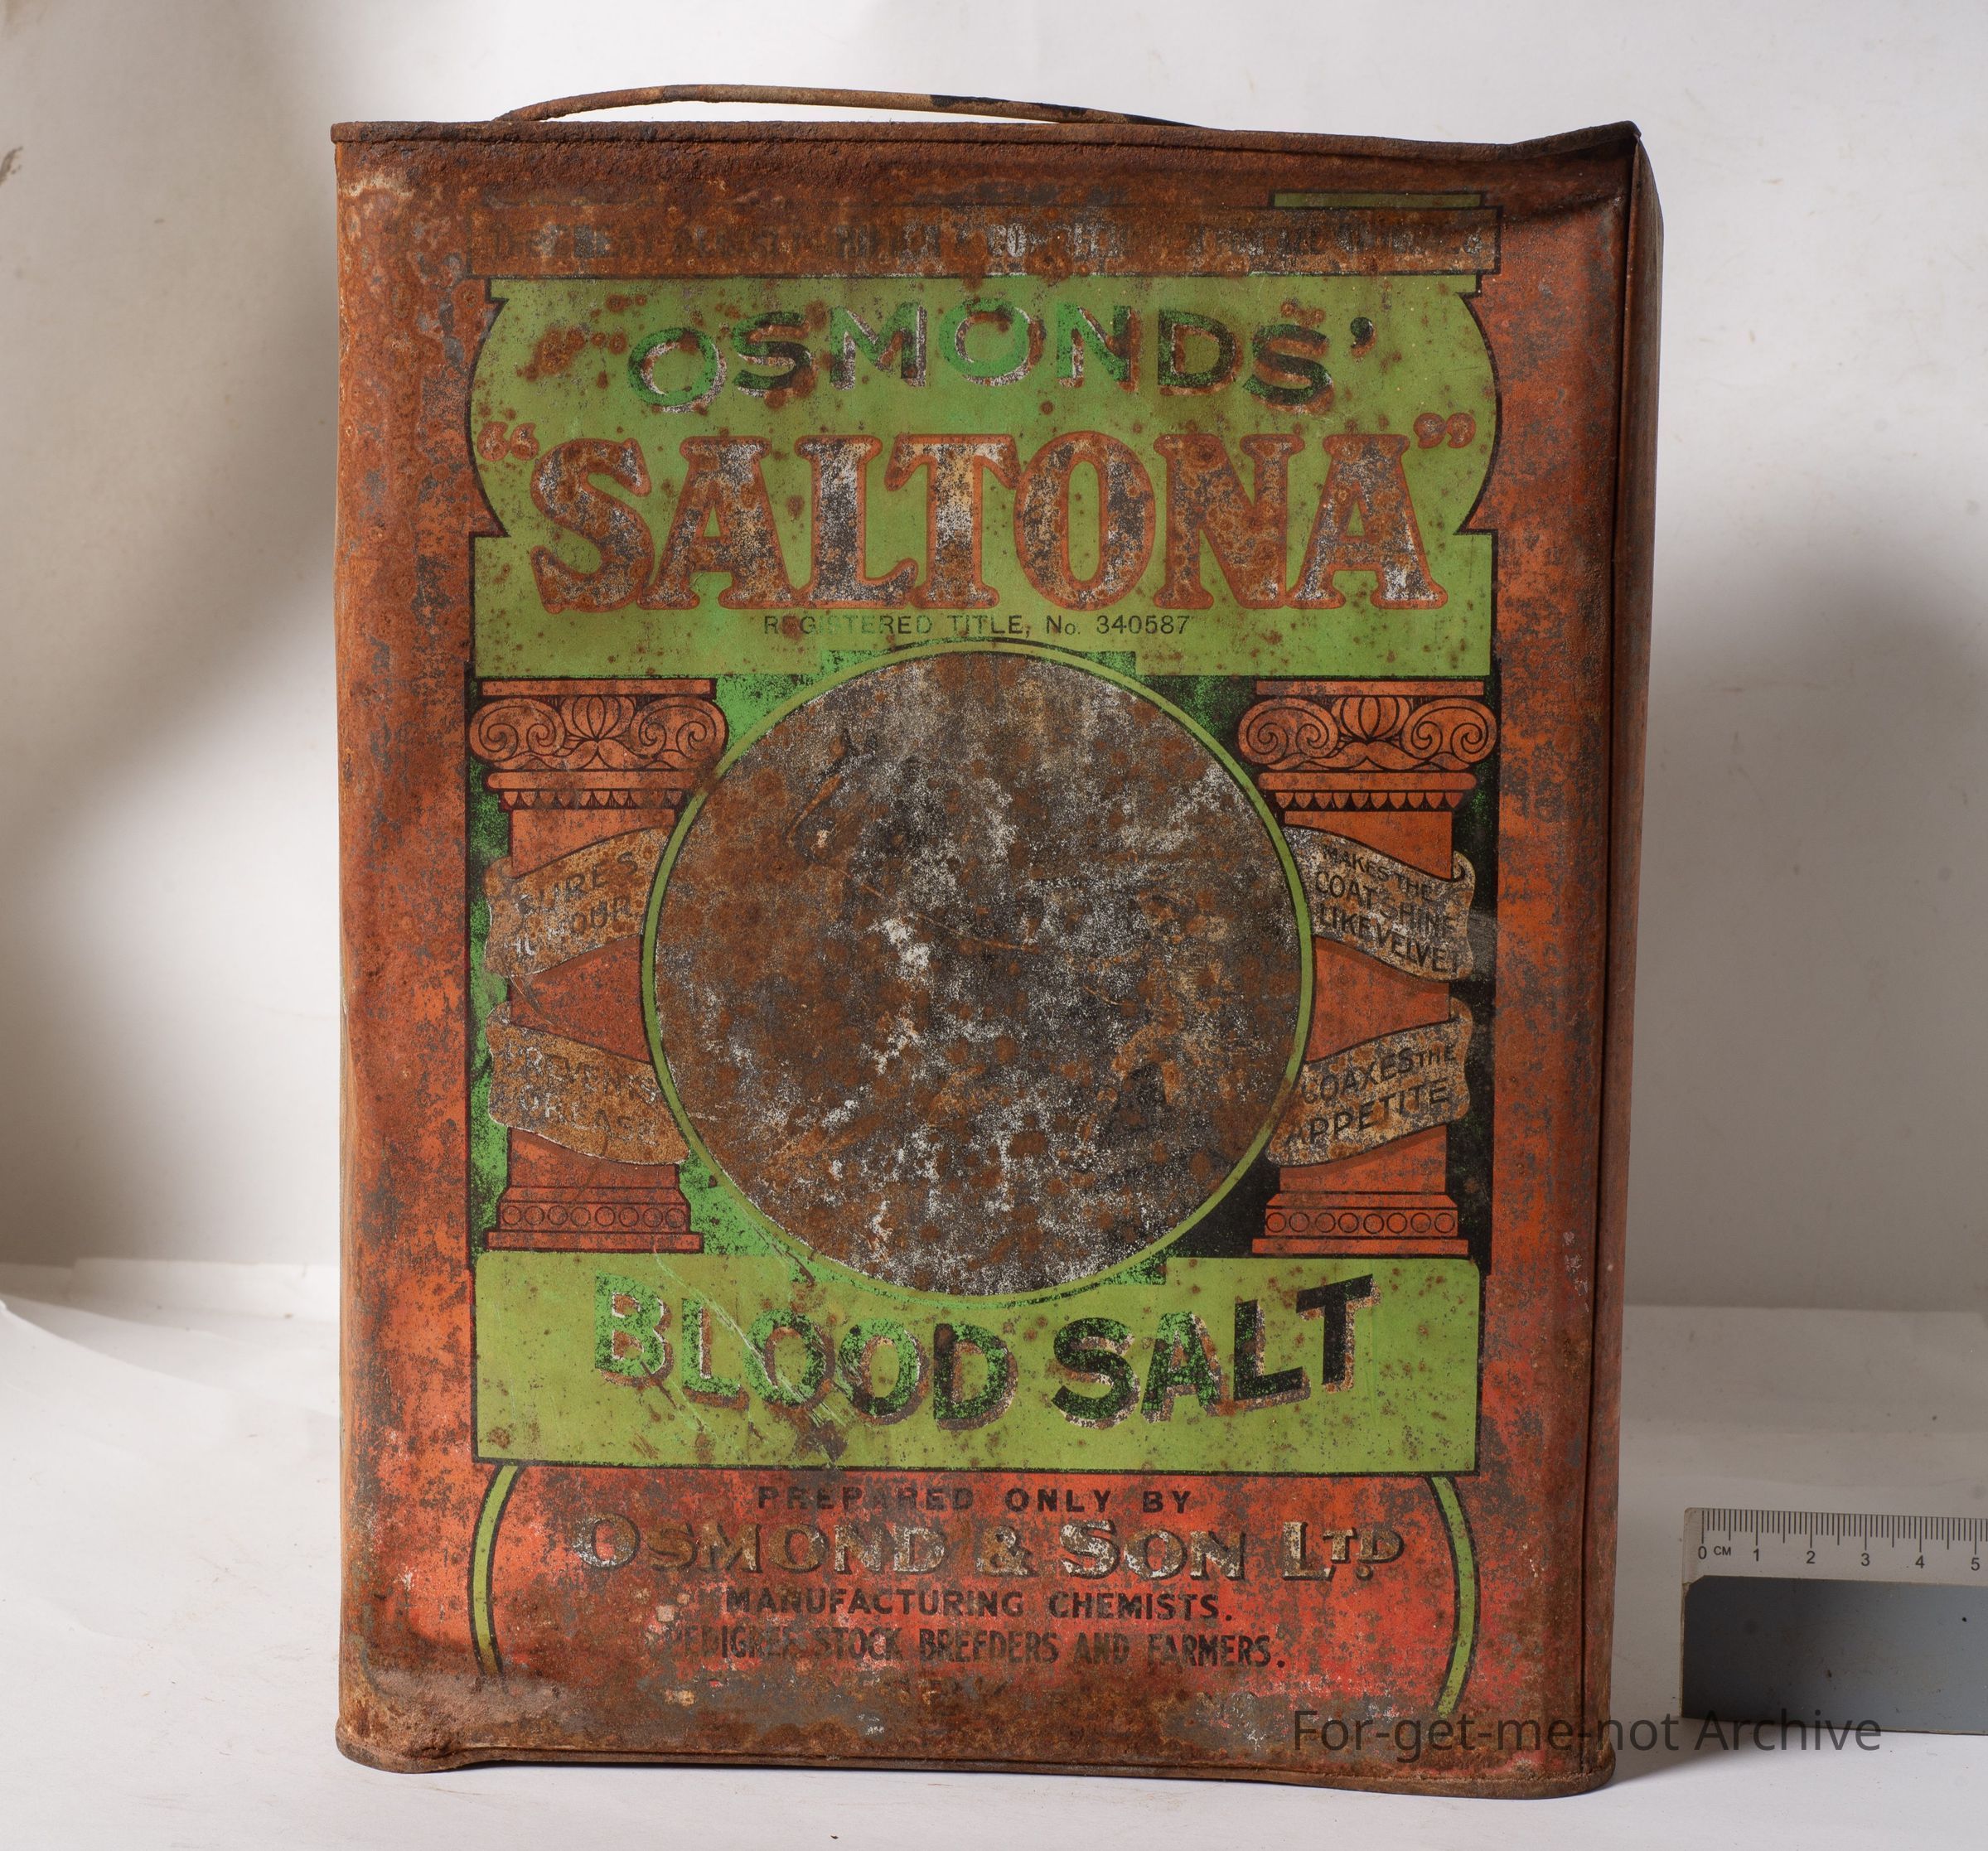 OSMONDS'
"SALTONA"
REGISTERED TITLE, No. 340587
CURES
MAKES THE
COAT SHINE
LIKE VELVET
PREVENTS
COAXES THE
APPETITE
BLOOD SALT
PREPARED ONLY BY
OSMOND & SON LTD
MANUFACTURING CHEMISTS.
PEDIGREE STOCK BREEDERS AND FARMERS.
0 CM 1 2 3 4 5
For-get-me-not Archive